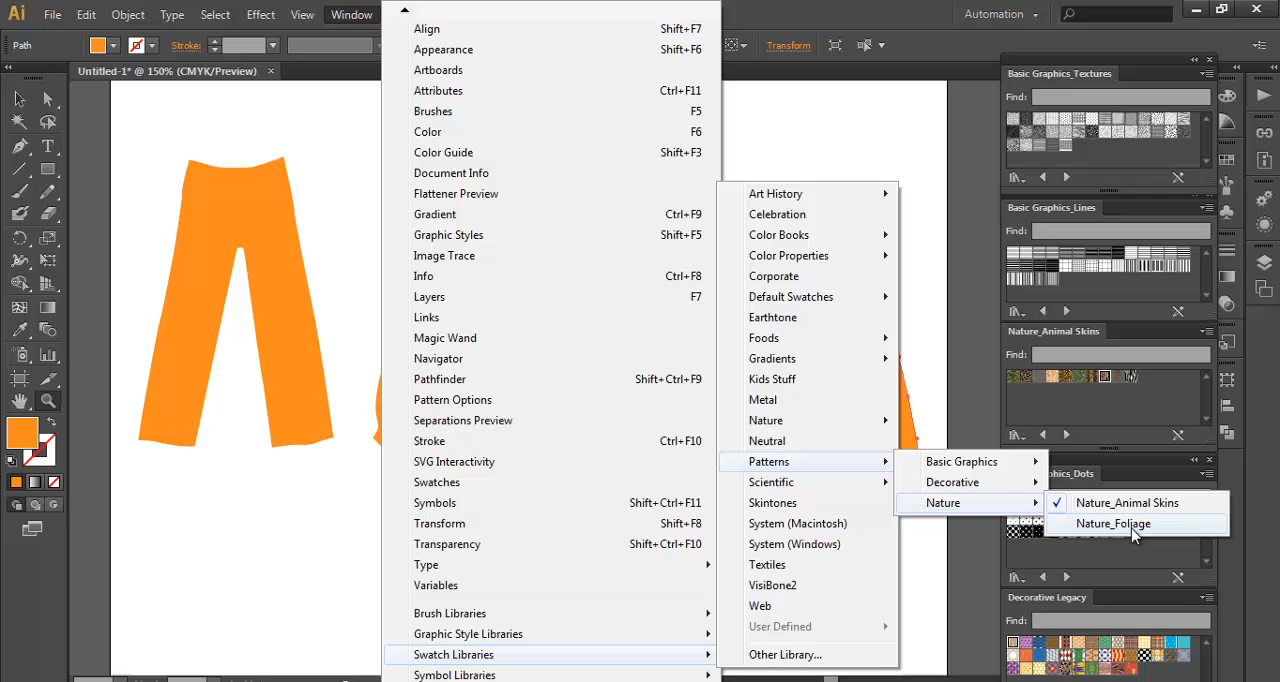 Ai File Edit Object Type Select Effect View Window Automation
Path Stroke: Transform
Untitled-1* @ 150% (CMYK/Preview) ×
Align Shift+F7
Appearance Shift+F6
Artboards
Attributes Ctrl+F11
Brushes F5
Color F6
Color Guide Shift+F3
Document Info
Flattener Preview
Gradient Ctrl+F9
Graphic Styles Shift+F5
Image Trace
Info Ctrl+F8
Layers F7
Links
Magic Wand
Navigator
Pathfinder Shift+Ctrl+F9
Pattern Options
Separations Preview
Stroke Ctrl+F10
SVG Interactivity
Swatches
Symbols Shift+Ctrl+F11
Transform Shift+F8
Transparency Shift+Ctrl+F10
Type
Variables
Brush Libraries
Graphic Style Libraries
Swatch Libraries
Symbol Libraries
Art History
Celebration
Color Books
Color Properties
Corporate
Default Swatches
Earthtone
Foods
Gradients
Kids Stuff
Metal
Nature
Neutral
Patterns
Scientific
Skintones
System (Macintosh)
System (Windows)
Textiles
VisiBone2
Web
User Defined
Other Library...
Basic Graphics
Decorative
Nature
Nature_Animal Skins
Nature_Foliage
Basic Graphics_Textures
Find:
Basic Graphics_Lines
Find:
Nature_Animal Skins
Find:
Decorative Legacy
Find: